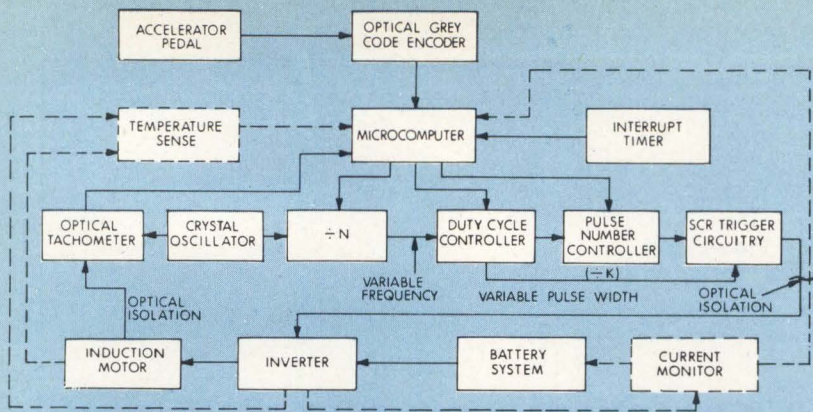 ACCELERATOR
PEDAL
OPTICAL GREY
CODE ENCODER
TEMPERATURE
SENSE
MICROCOMPUTER
INTERRUPT
TIMER
OPTICAL
TACHOMETER
CRYSTAL
OSCILLATOR
÷N
DUTY CYCLE
CONTROLLER
PULSE
NUMBER
CONTROLLER
(÷K)
SCR TRIGGER
CIRCUITRY
VARIABLE
FREQUENCY
VARIABLE PULSE WIDTH
OPTICAL
ISOLATION
OPTICAL
ISOLATION
INDUCTION
MOTOR
INVERTER
BATTERY
SYSTEM
CURRENT
MONITOR